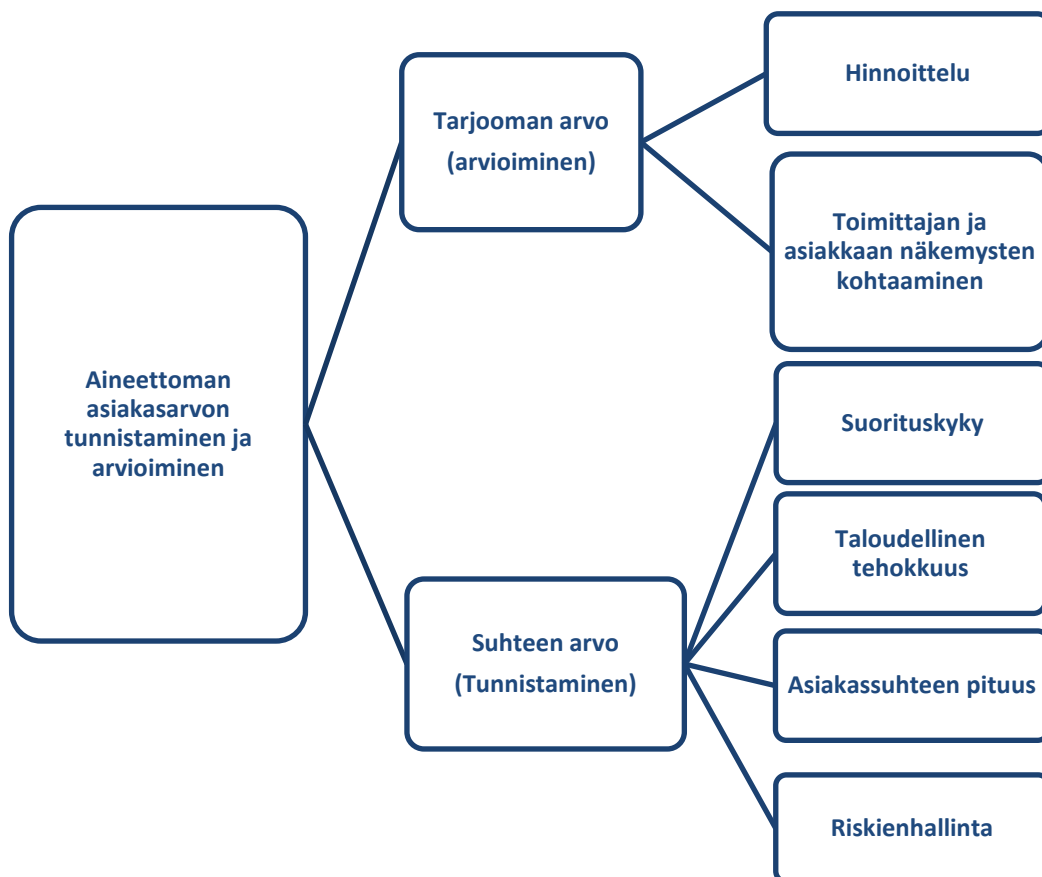 Aineettoman
asiakasarvon
tunnistaminen ja
arvioiminen
Tarjooman arvo
(arvioiminen)
Suhteen arvo
(Tunnistaminen)
Hinnoittelu
Toimittajan ja
asiakkaan näkemysten
kohtaaminen
Suorituskyky
Taloudellinen
tehokkuus
Asiakassuhteen pituus
Riskienhallinta